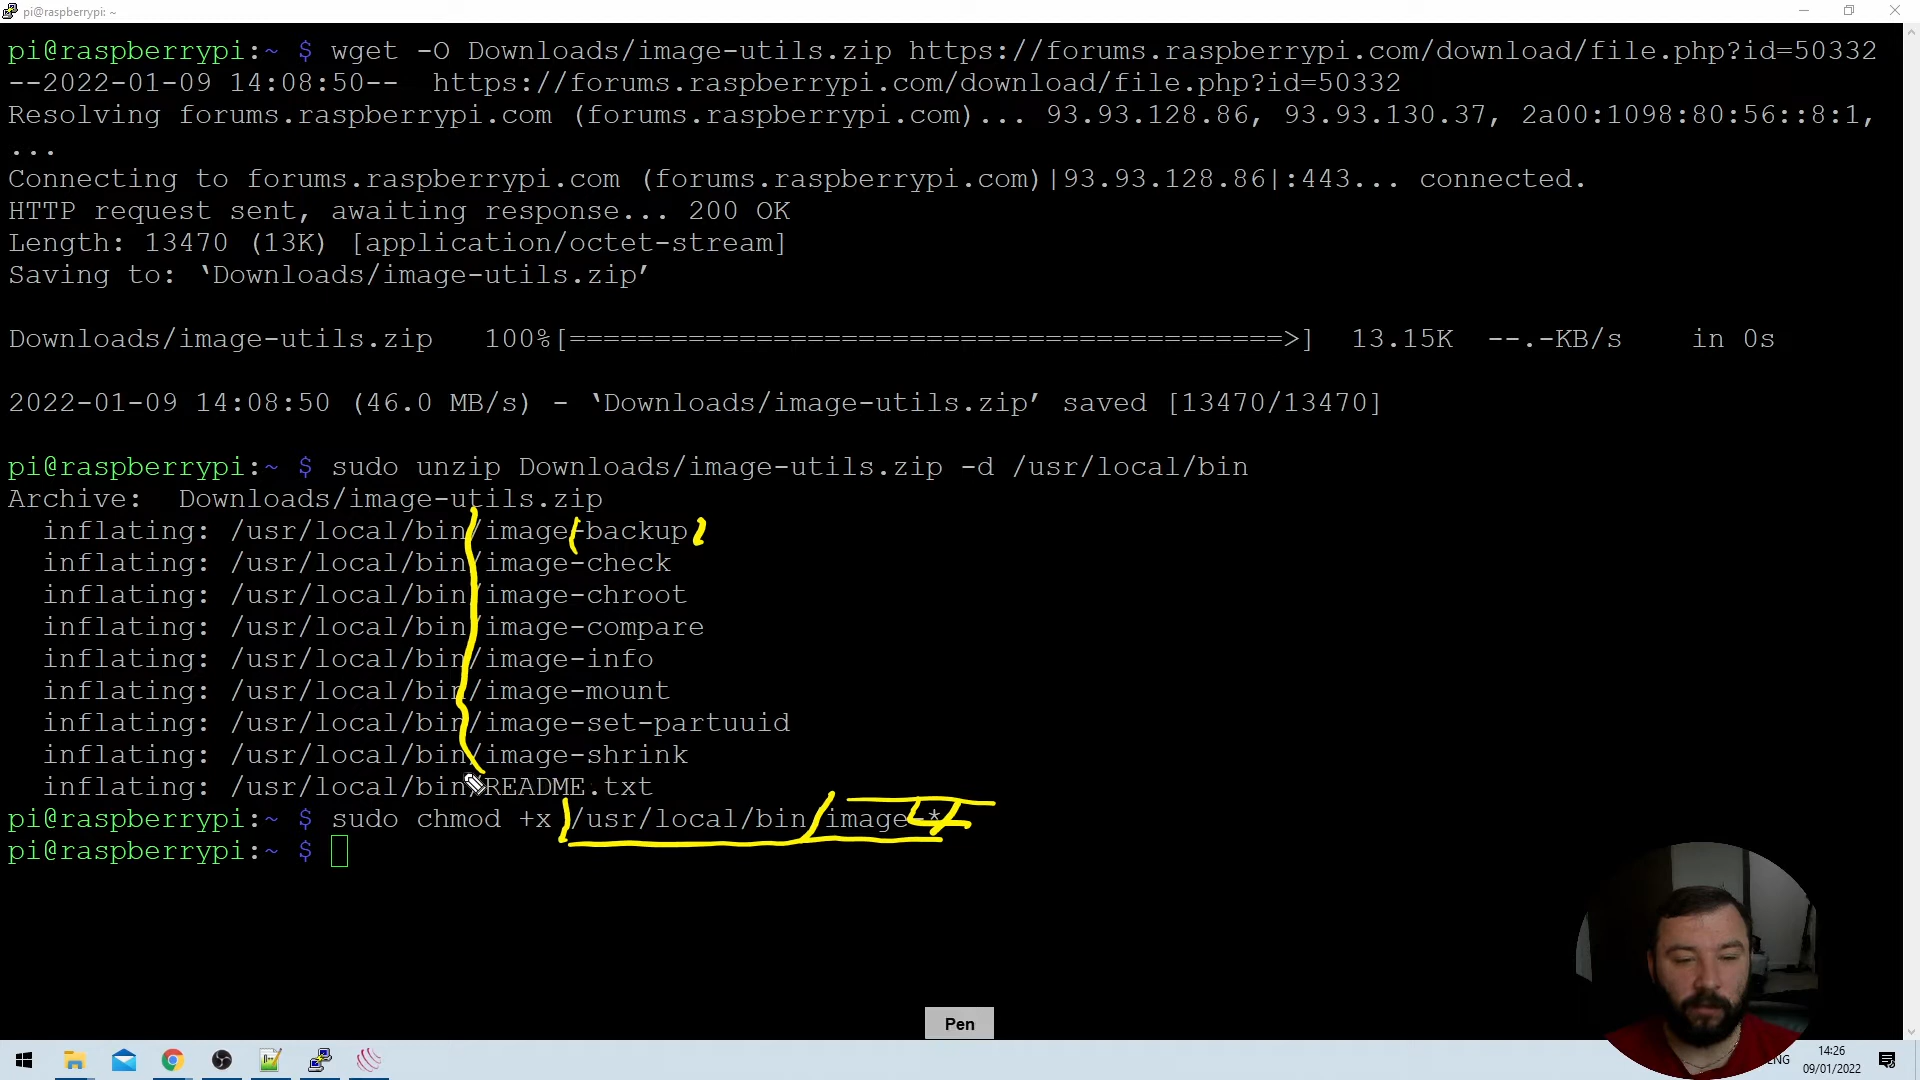 pi@raspberrypi: ~
pi@raspberrypi:~ $ wget -O Downloads/image-utils.zip https://forums.raspberrypi.com/download/file.php?id=50332
--2022-01-09 14:08:50--  https://forums.raspberrypi.com/download/file.php?id=50332
Resolving forums.raspberrypi.com (forums.raspberrypi.com)... 93.93.128.86, 93.93.130.37, 2a00:1098:80:56::8:1,
...
Connecting to forums.raspberrypi.com (forums.raspberrypi.com)|93.93.128.86|:443... connected.
HTTP request sent, awaiting response... 200 OK
Length: 13470 (13K) [application/octet-stream]
Saving to: ‘Downloads/image-utils.zip’
Downloads/image-utils.zip   100%[==========================================>]  13.15K  --.-KB/s    in 0s
2022-01-09 14:08:50 (46.0 MB/s) - ‘Downloads/image-utils.zip’ saved [13470/13470]
pi@raspberrypi:~ $ sudo unzip Downloads/image-utils.zip -d /usr/local/bin
Archive:  Downloads/image-utils.zip
inflating: /usr/local/bin/image-backup
inflating: /usr/local/bin/image-check
inflating: /usr/local/bin/image-chroot
inflating: /usr/local/bin/image-compare
inflating: /usr/local/bin/image-info
inflating: /usr/local/bin/image-mount
inflating: /usr/local/bin/image-set-partuuid
inflating: /usr/local/bin/image-shrink
inflating: /usr/local/bin/README.txt
pi@raspberrypi:~ $ sudo chmod +x /usr/local/bin/image-*
pi@raspberrypi:~ $
Pen
ENG
14:26
09/01/2022